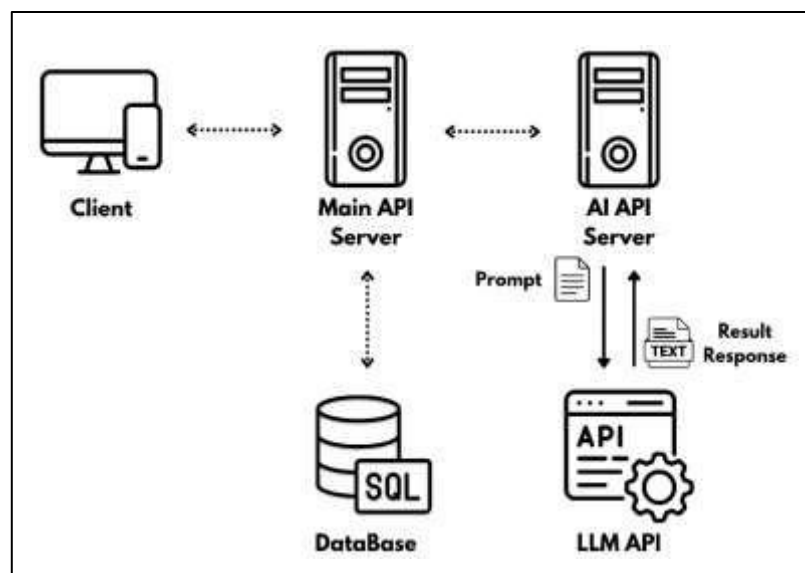 Client
Main API
Server
AI API
Server
Prompt
TEXT
Result
Response
API
SQL
DataBase
LLM API